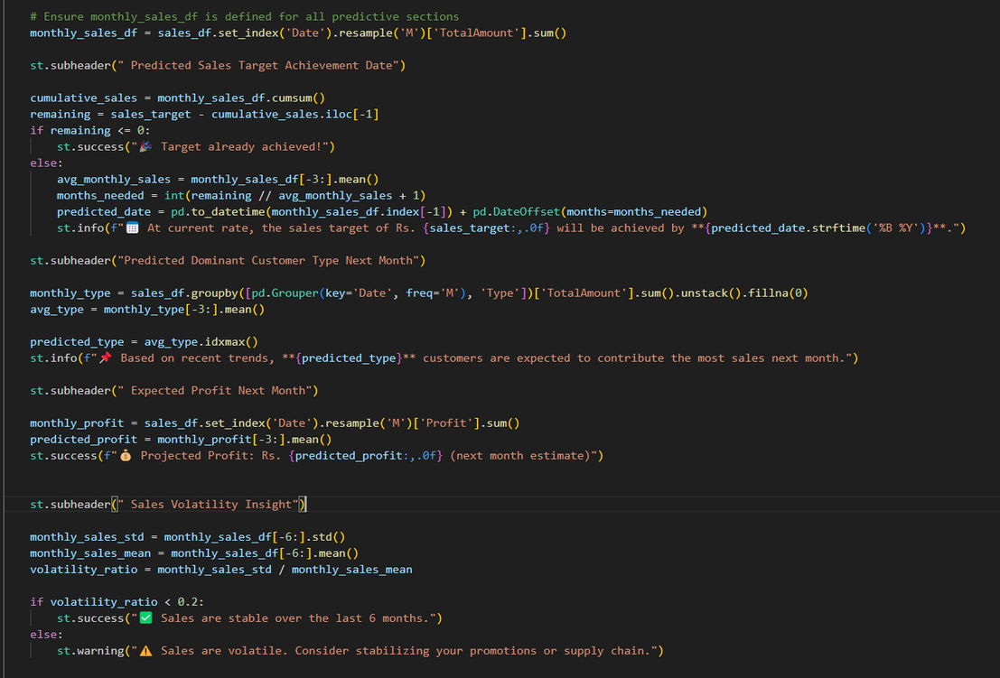 # Ensure monthly_sales_df is defined for all predictive sections
monthly_sales_df = sales_df.set_index('Date').resample('M')['TotalAmount'].sum()
st.subheader(" Predicted Sales Target Achievement Date")
cumulative_sales = monthly_sales_df.cumsum()
remaining = sales_target - cumulative_sales.iloc[-1]
if remaining <= 0:
    st.success("🎉 Target already achieved!")
else:
    avg_monthly_sales = monthly_sales_df[-3:].mean()
    months_needed = int(remaining // avg_monthly_sales + 1)
    predicted_date = pd.to_datetime(monthly_sales_df.index[-1]) + pd.DateOffset(months=months_needed)
    st.info(f"📅 At current rate, the sales target of Rs. {sales_target:,.0f} will be achieved by **{predicted_date.strftime('%B %Y')}**.")
st.subheader("Predicted Dominant Customer Type Next Month")
monthly_type = sales_df.groupby([pd.Grouper(key='Date', freq='M'), 'Type'])['TotalAmount'].sum().unstack().fillna(0)
avg_type = monthly_type[-3:].mean()
predicted_type = avg_type.idxmax()
st.info(f"📌 Based on recent trends, **{predicted_type}** customers are expected to contribute the most sales next month.")
st.subheader(" Expected Profit Next Month")
monthly_profit = sales_df.set_index('Date').resample('M')['Profit'].sum()
predicted_profit = monthly_profit[-3:].mean()
st.success(f"💰 Projected Profit: Rs. {predicted_profit:,.0f} (next month estimate)")
st.subheader(" Sales Volatility Insight")
monthly_sales_std = monthly_sales_df[-6:].std()
monthly_sales_mean = monthly_sales_df[-6:].mean()
volatility_ratio = monthly_sales_std / monthly_sales_mean
if volatility_ratio < 0.2:
    st.success("✅ Sales are stable over the last 6 months.")
else:
    st.warning("⚠️ Sales are volatile. Consider stabilizing your promotions or supply chain.")